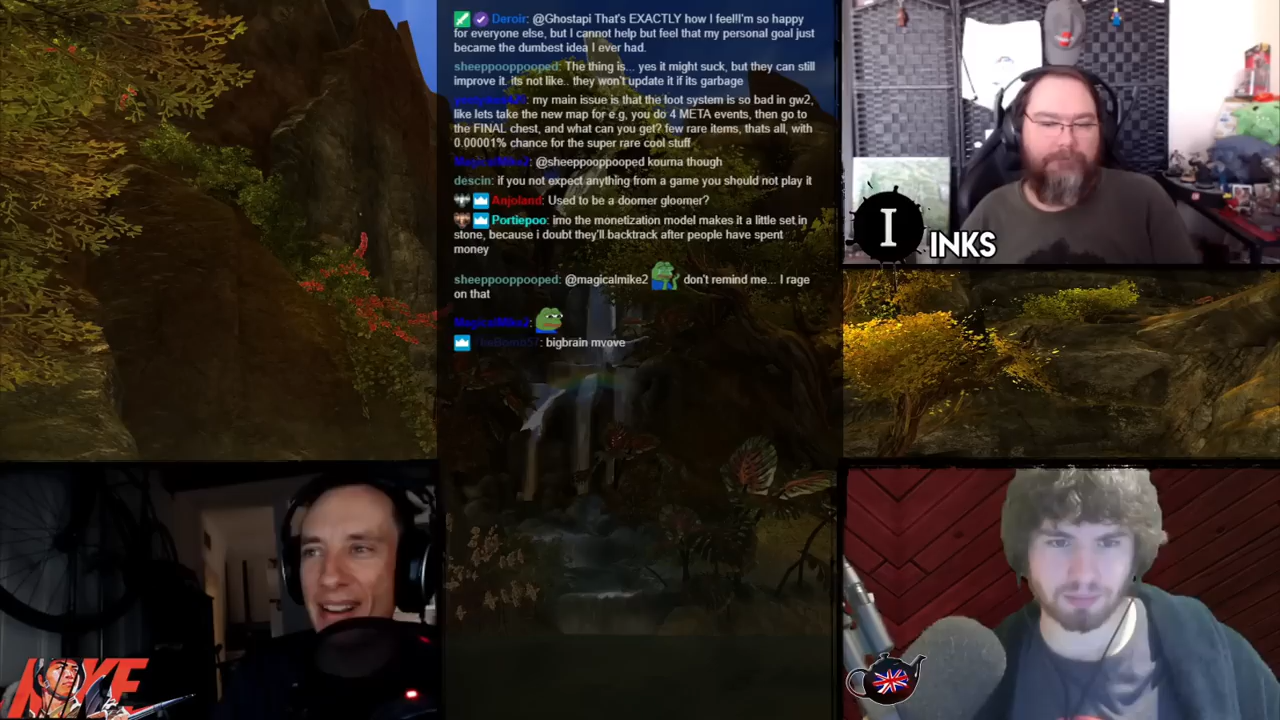 Deroir: @Ghostapi That's EXACTLY how I feel!I'm so happy
for everyone else, but I cannot help but feel that my personal goal just
became the dumbest idea I ever had.
sheeppooppooped: The thing is... yes it might suck, but they can still
improve it. its not like.. they won't update it if its garbage
: my main issue is that the loot system is so bad in gw2,
like lets take the new map for e.g, you do 4 META events, then go to
the FINAL chest, and what can you get? few rare items, thats all, with
0.00001% chance for the super rare cool stuff
MagicalMike2: @sheeppooppooped kourna though
descin: if you not expect anything from a game you should not play it
Anjoland: Used to be a doomer gloomer?
Portiepoo: imo the monetization model makes it a little set in
stone, because i doubt they'll backtrack after people have spent
money
sheeppooppooped: @magicalmike2 don't remind me... I rage
on that
MagicalMike2:
: bigbrain mvove
I INKS